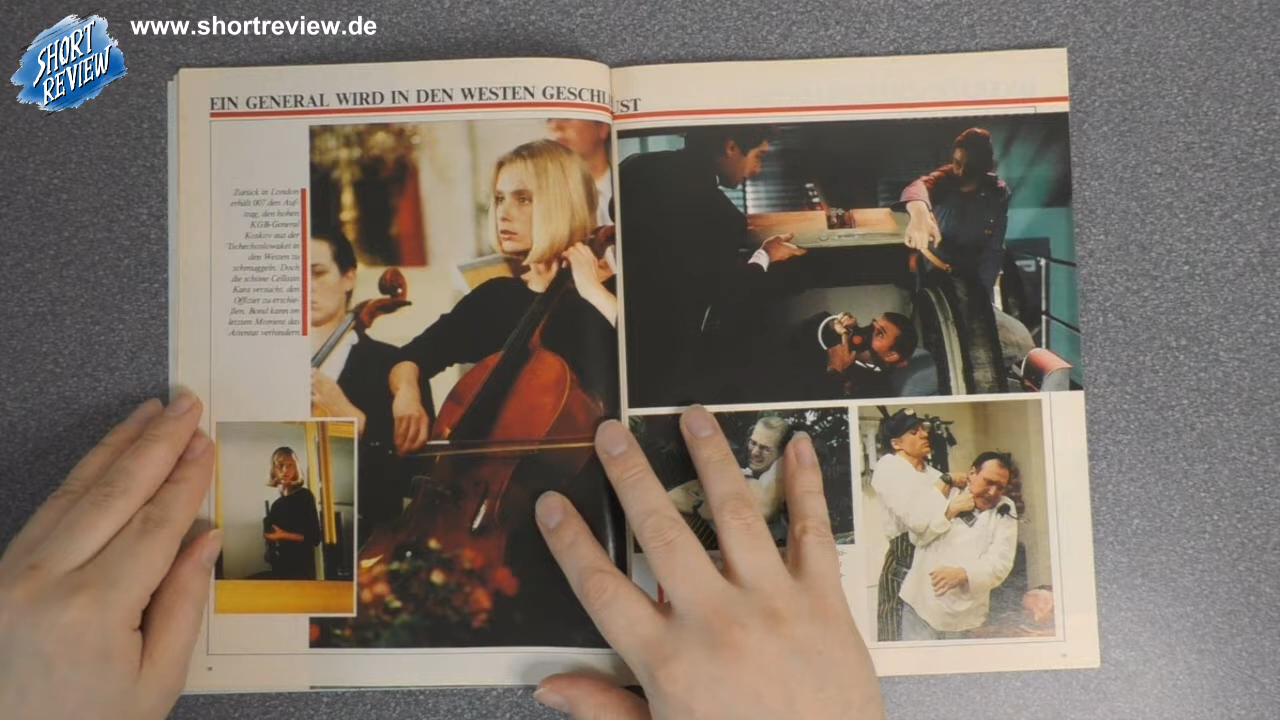 SHORT
REVIEW
www.shortreview.de
EIN GENERAL WIRD IN DEN WESTEN GESCHLEUST
Zurück in London
erhält 007 den Auf-
trag, den hohen
KGB-General
Koskov aus der
Tschechoslowakei in
den Westen zu
schmuggeln. Doch
die schöne Cellistin
Kara versucht, den
Offizier zu erschie-
ßen. Bond kann im
letzten Moment das
Attentat verhindern